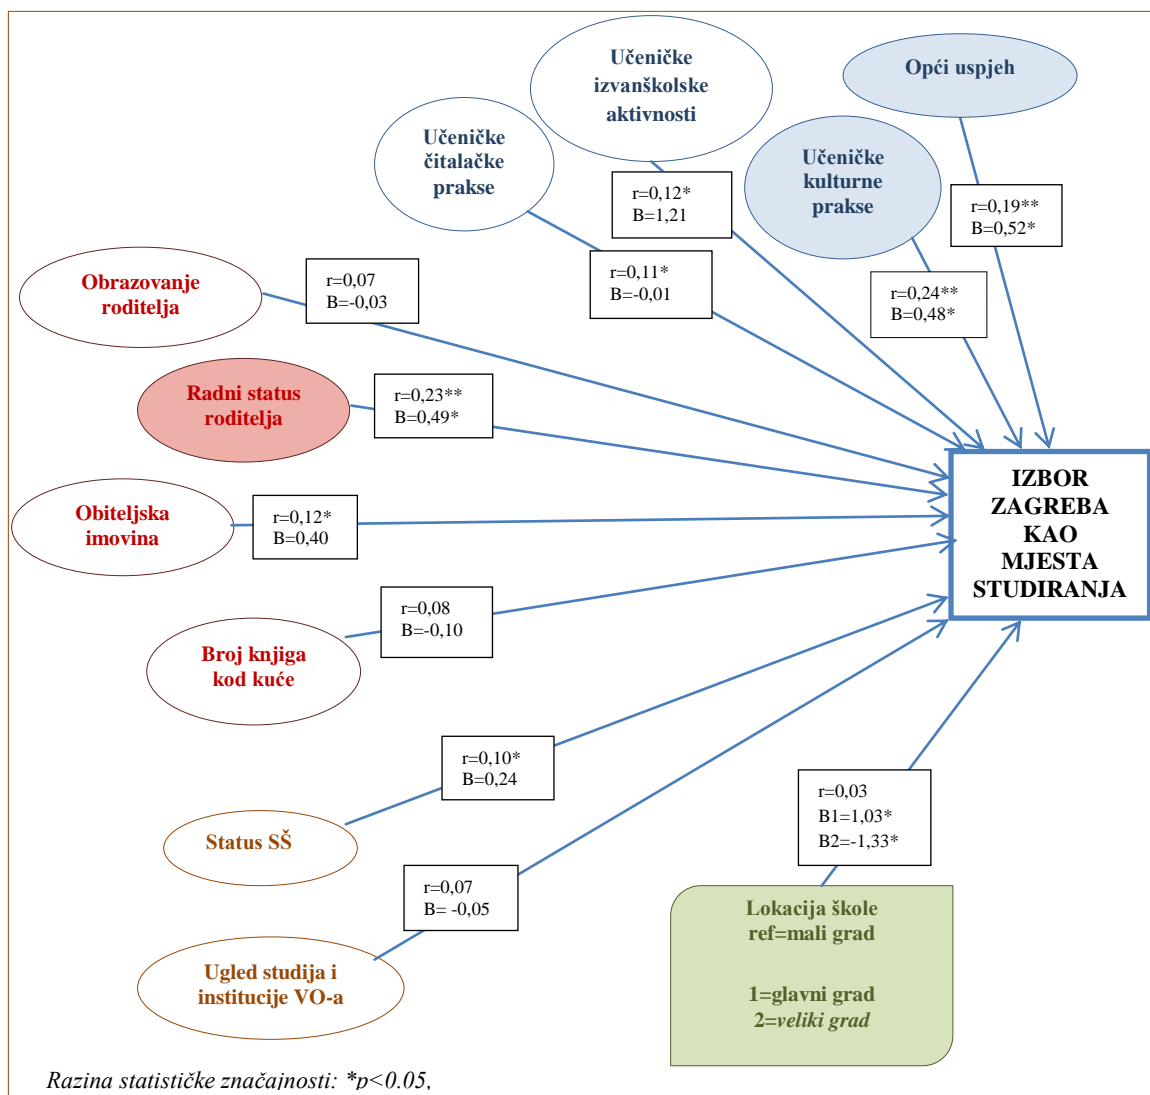 Učeničke
izvanškolske
aktivnosti
Opći uspjeh
Učeničke
čitalačke
prakse
Učeničke
kulturne
prakse
r=0,12*
B=1,21
r=0,19**
B=0,52*
r=0,11*
B=-0,01
r=0,24**
B=0,48*
Obrazovanje
roditelja
r=0,07
B=-0,03
Radni status
roditelja
r=0,23**
B=0,49*
Obiteljska
imovina
r=0,12*
B=0,40
IZBOR
ZAGREBA
KAO
MJESTA
STUDIRANJA
Broj knjiga
kod kuće
r=0,08
B=-0,10
Status SŠ
r=0,10*
B=0,24
Ugled studija i
institucije VO-a
r=0,07
B= -0,05
r=0,03
B1=1,03*
B2=-1,33*
Lokacija škole
ref=mali grad
1=glavni grad
2=veliki grad
Razina statističke značajnosti: *p<0.05,